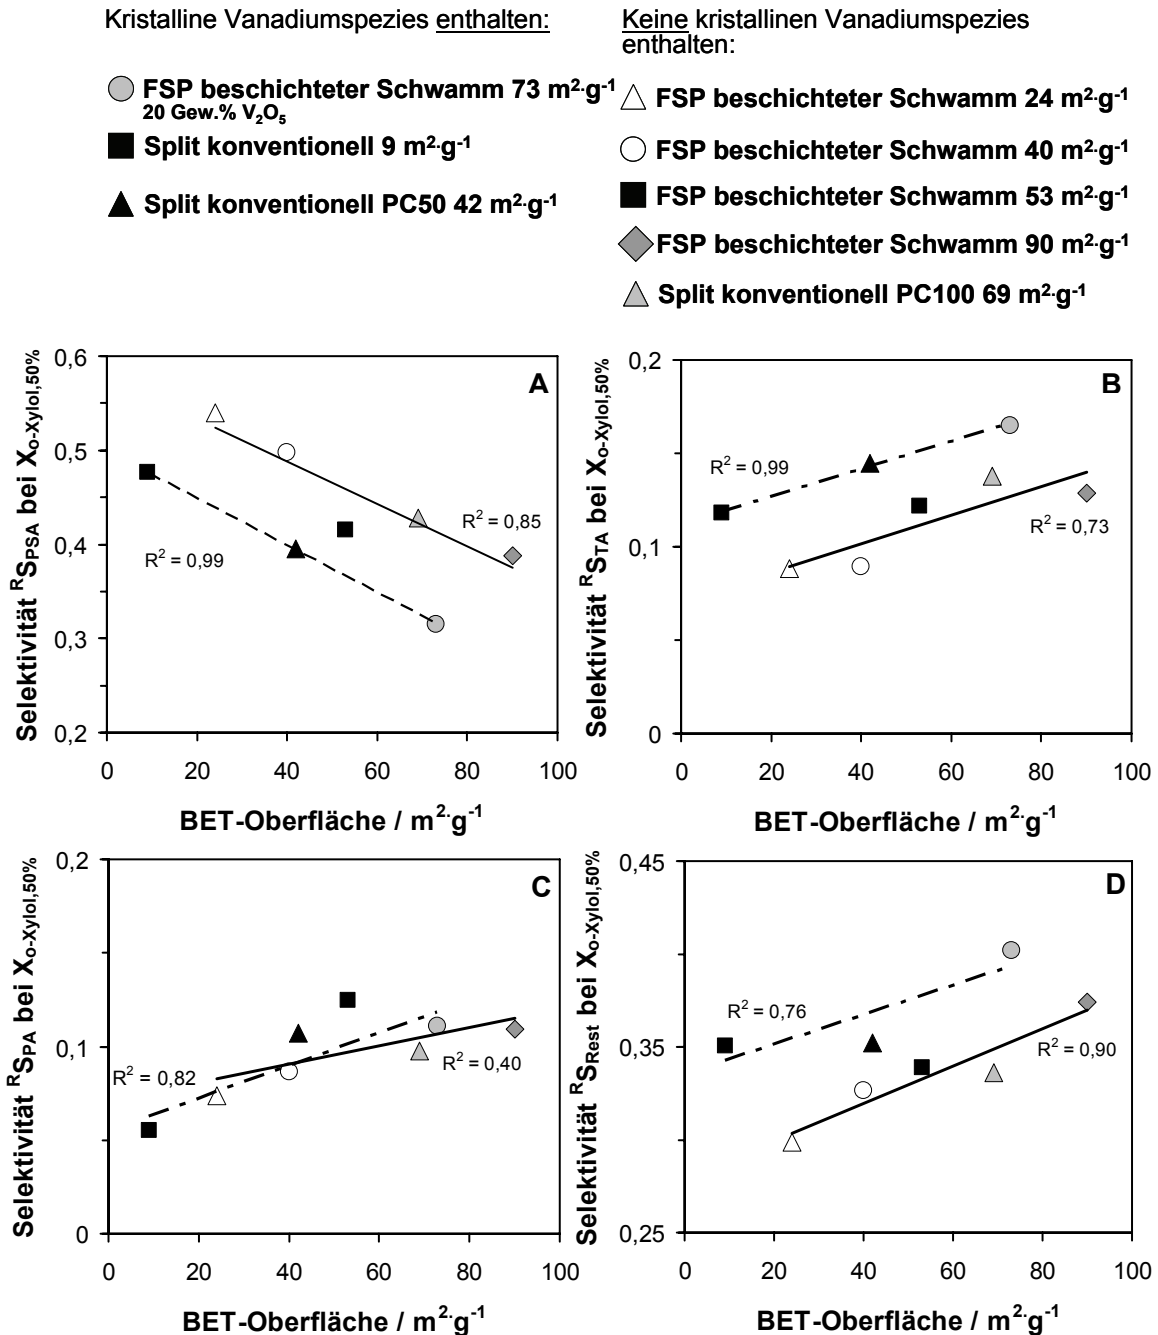 Kristalline Vanadiumspezies enthalten:
FSP beschichteter Schwamm 73 m²·g⁻¹
20 Gew.% V₂O₅
Split konventionell 9 m²·g⁻¹
Split konventionell PC50 42 m²·g⁻¹
Keine kristallinen Vanadiumspezies
enthalten:
FSP beschichteter Schwamm 24 m²·g⁻¹
FSP beschichteter Schwamm 40 m²·g⁻¹
FSP beschichteter Schwamm 53 m²·g⁻¹
FSP beschichteter Schwamm 90 m²·g⁻¹
Split konventionell PC100 69 m²·g⁻¹
A
Selektivität ᴿS_PSA bei X_o-Xylol,50%
0,6
0,5
0,4
0,3
0,2
R² = 0,85
R² = 0,99
0 20 40 60 80 100
BET-Oberfläche / m²·g⁻¹
B
Selektivität ᴿS_TA bei X_o-Xylol,50%
0,2
0,1
0
R² = 0,99
R² = 0,73
0 20 40 60 80 100
BET-Oberfläche / m²·g⁻¹
C
Selektivität ᴿS_PA bei X_o-Xylol,50%
0,2
0,1
0
R² = 0,82
R² = 0,40
0 20 40 60 80 100
BET-Oberfläche / m²·g⁻¹
D
Selektivität ᴿS_Rest bei X_o-Xylol,50%
0,45
0,35
0,25
R² = 0,76
R² = 0,90
0 20 40 60 80 100
BET-Oberfläche / m²·g⁻¹